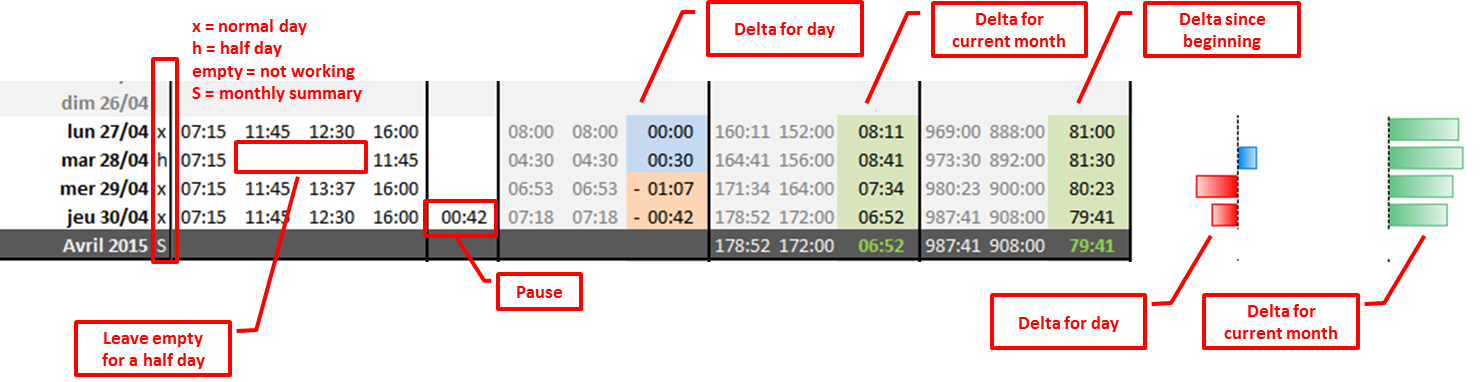 x = normal day
h = half day
empty = not working
S = monthly summary
Delta for day
Delta for
current month
Delta since
beginning
dim 26/04
lun 27/04 x 07:15 11:45 12:30 16:00 08:00 08:00 00:00 160:11 152:00 08:11 969:00 888:00 81:00
mar 28/04 h 07:15 11:45 04:30 04:30 00:30 164:41 156:00 08:41 973:30 892:00 81:30
mer 29/04 x 07:15 11:45 13:37 16:00 06:53 06:53 - 01:07 171:34 164:00 07:34 980:23 900:00 80:23
jeu 30/04 x 07:15 11:45 12:30 16:00 00:42 07:18 07:18 - 00:42 178:52 172:00 06:52 987:41 908:00 79:41
Avril 2015 S 178:52 172:00 06:52 987:41 908:00 79:41
Pause
Leave empty
for a half day
Delta for day
Delta for
current month